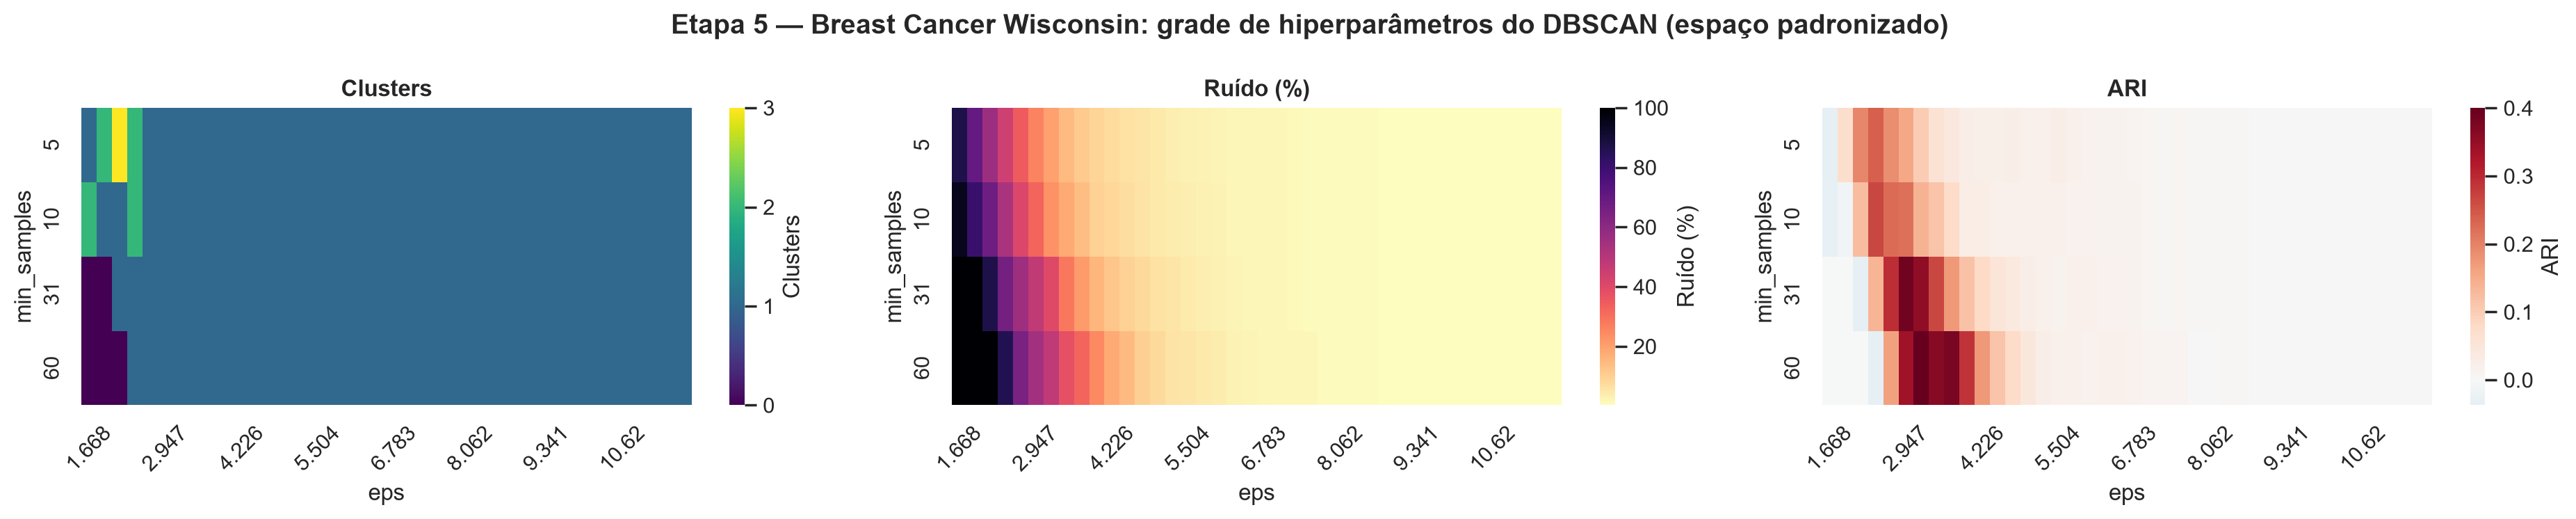 Etapa 5 — Breast Cancer Wisconsin: grade de hiperparâmetros do DBSCAN (espaço padronizado)
Clusters
min_samples
5
10
31
60
1.668 2.947 4.226 5.504 6.783 8.062 9.341 10.62
eps
3
2
1
0
Clusters
Ruído (%)
min_samples
5
10
31
60
1.668 2.947 4.226 5.504 6.783 8.062 9.341 10.62
eps
100
80
60
40
20
Ruído (%)
ARI
min_samples
5
10
31
60
1.668 2.947 4.226 5.504 6.783 8.062 9.341 10.62
eps
0.4
0.3
0.2
0.1
0.0
ARI